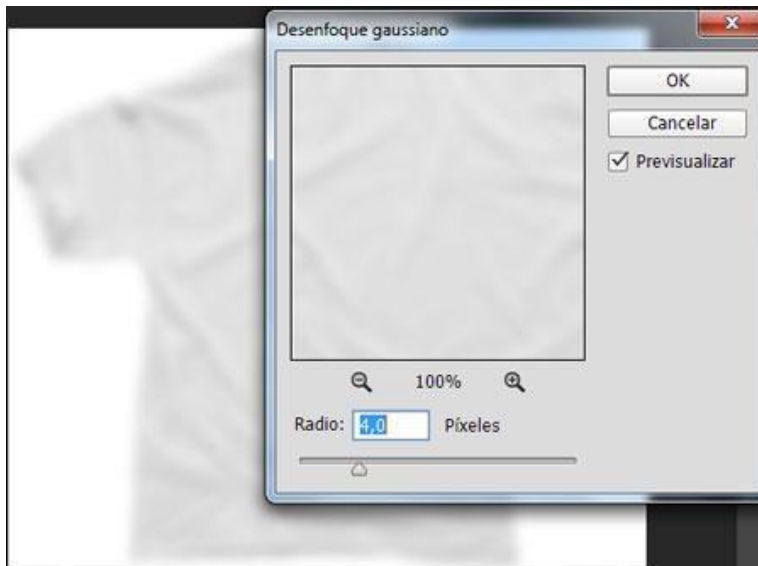 Desenfoque gaussiano
OK
Cancelar
Previsualizar
100%
Radio: 4,0 Píxeles